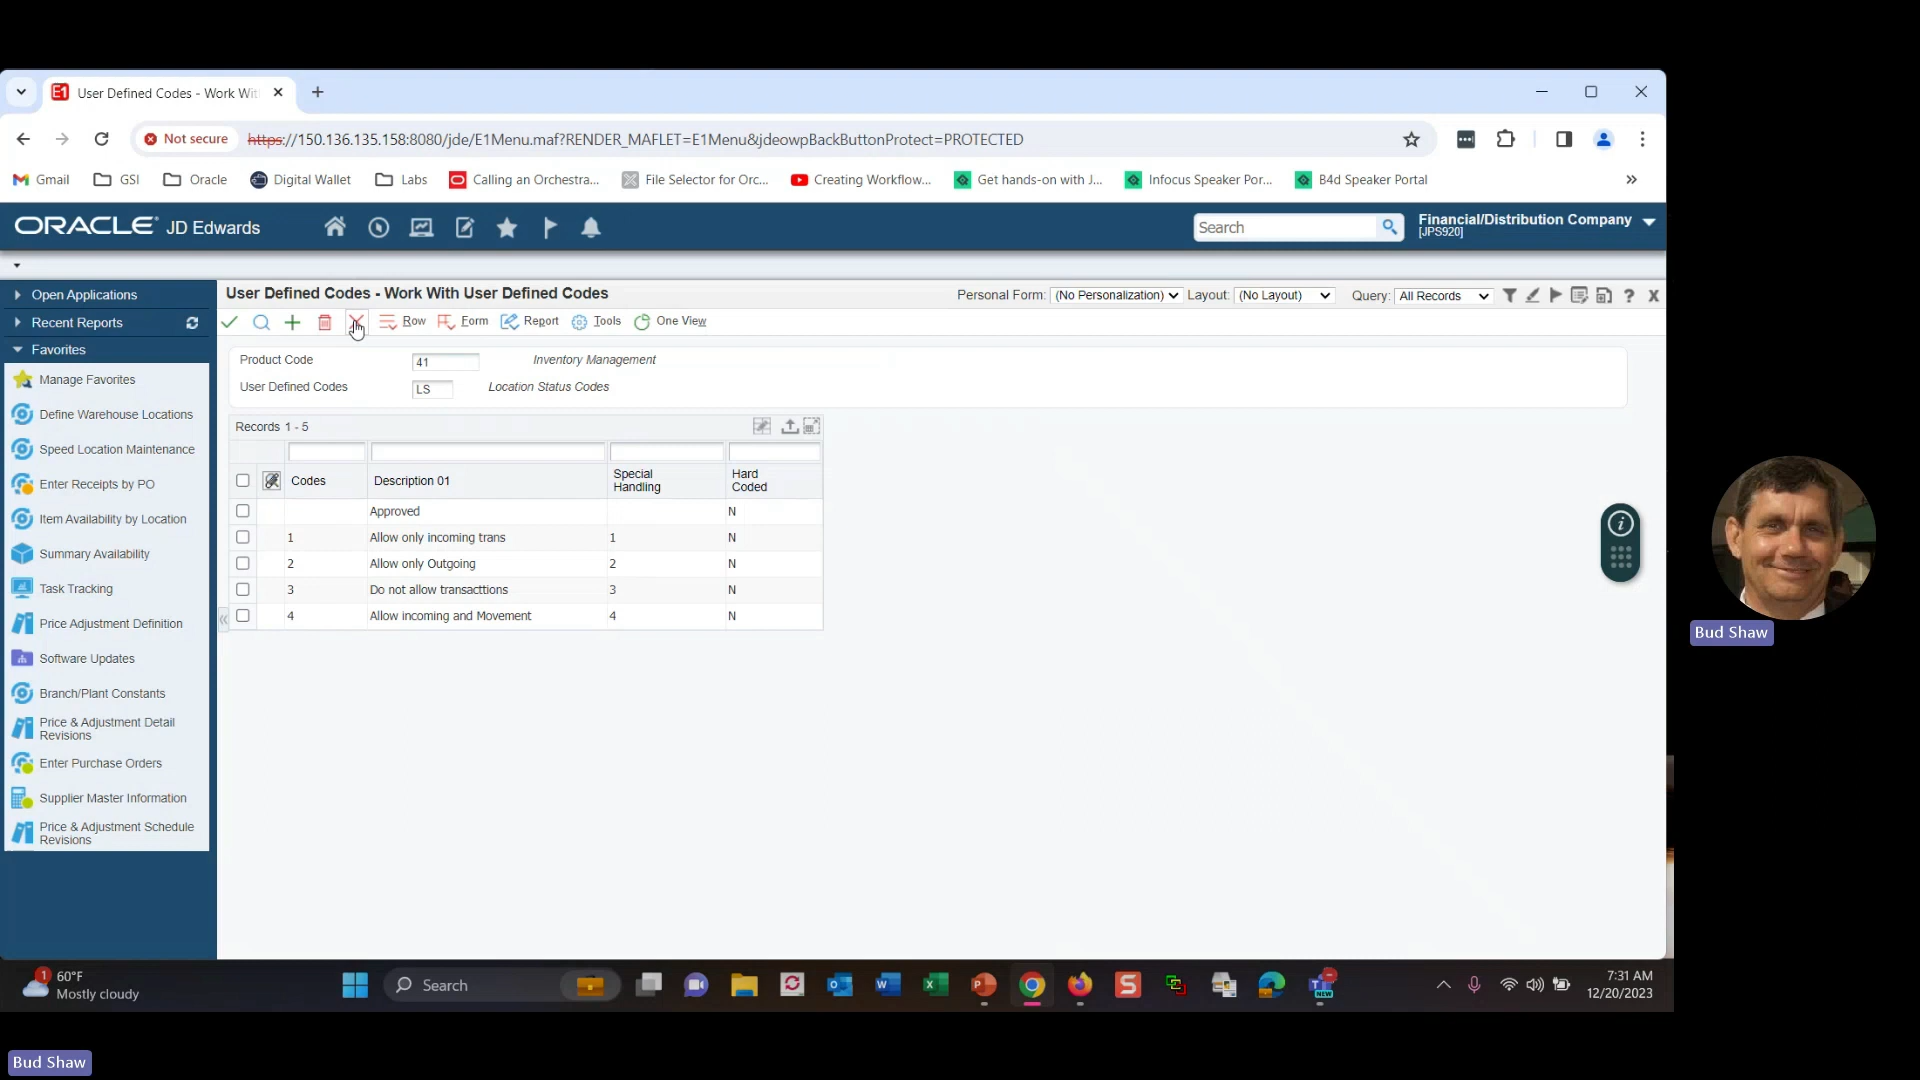 User Defined Codes - Work Wit
Not secure https://150.136.135.158:8080/jde/E1Menu.maf?RENDER_MAFLET=E1Menu&jdeowpBackButtonProtect=PROTECTED
Gmail GSI Oracle Digital Wallet Labs Calling an Orchestra... File Selector for Orc... Creating Workflow... Get hands-on with J... Infocus Speaker Por... B4d Speaker Portal
ORACLE JD Edwards Search Financial/Distribution Company
[JPS920]
Open Applications
Recent Reports
Favorites
Manage Favorites
Define Warehouse Locations
Speed Location Maintenance
Enter Receipts by PO
Item Availability by Location
Summary Availability
Task Tracking
Price Adjustment Definition
Software Updates
Branch/Plant Constants
Price & Adjustment Detail
Revisions
Enter Purchase Orders
Supplier Master Information
Price & Adjustment Schedule
Revisions
User Defined Codes - Work With User Defined Codes
Personal Form: (No Personalization) Layout: (No Layout) Query: All Records
Row Form Report Tools One View
Product Code 41 Inventory Management
User Defined Codes LS Location Status Codes
Records 1 - 5
Codes Description 01 Special Handling Hard Coded
Approved N
1 Allow only incoming trans 1 N
2 Allow only Outgoing 2 N
3 Do not allow transacttions 3 N
4 Allow incoming and Movement 4 N
Bud Shaw
1 60°F
Mostly cloudy
Search
7:31 AM
12/20/2023
Bud Shaw